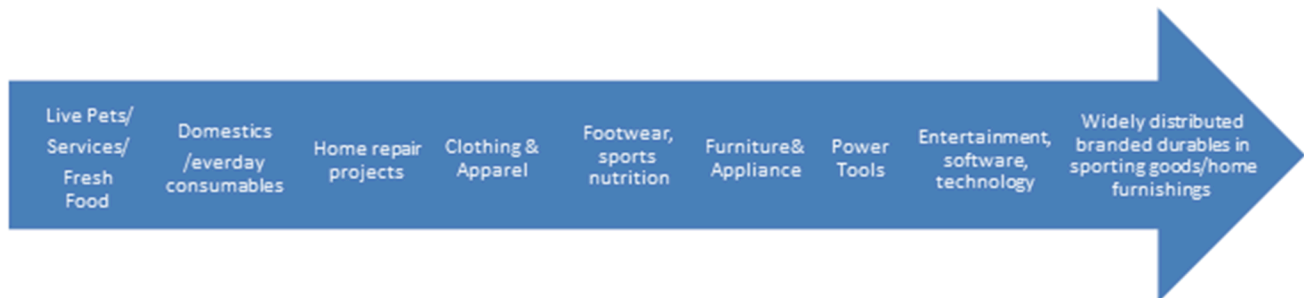 Live Pets/
Services/
Fresh
Food
Domestics
/everday
consumables
Home repair
projects
Clothing &
Apparel
Footwear,
sports
nutrition
Furniture&
Appliance
Power
Tools
Entertainment,
software,
technology
Widely distributed
branded durables in
sporting goods/home
furnishings